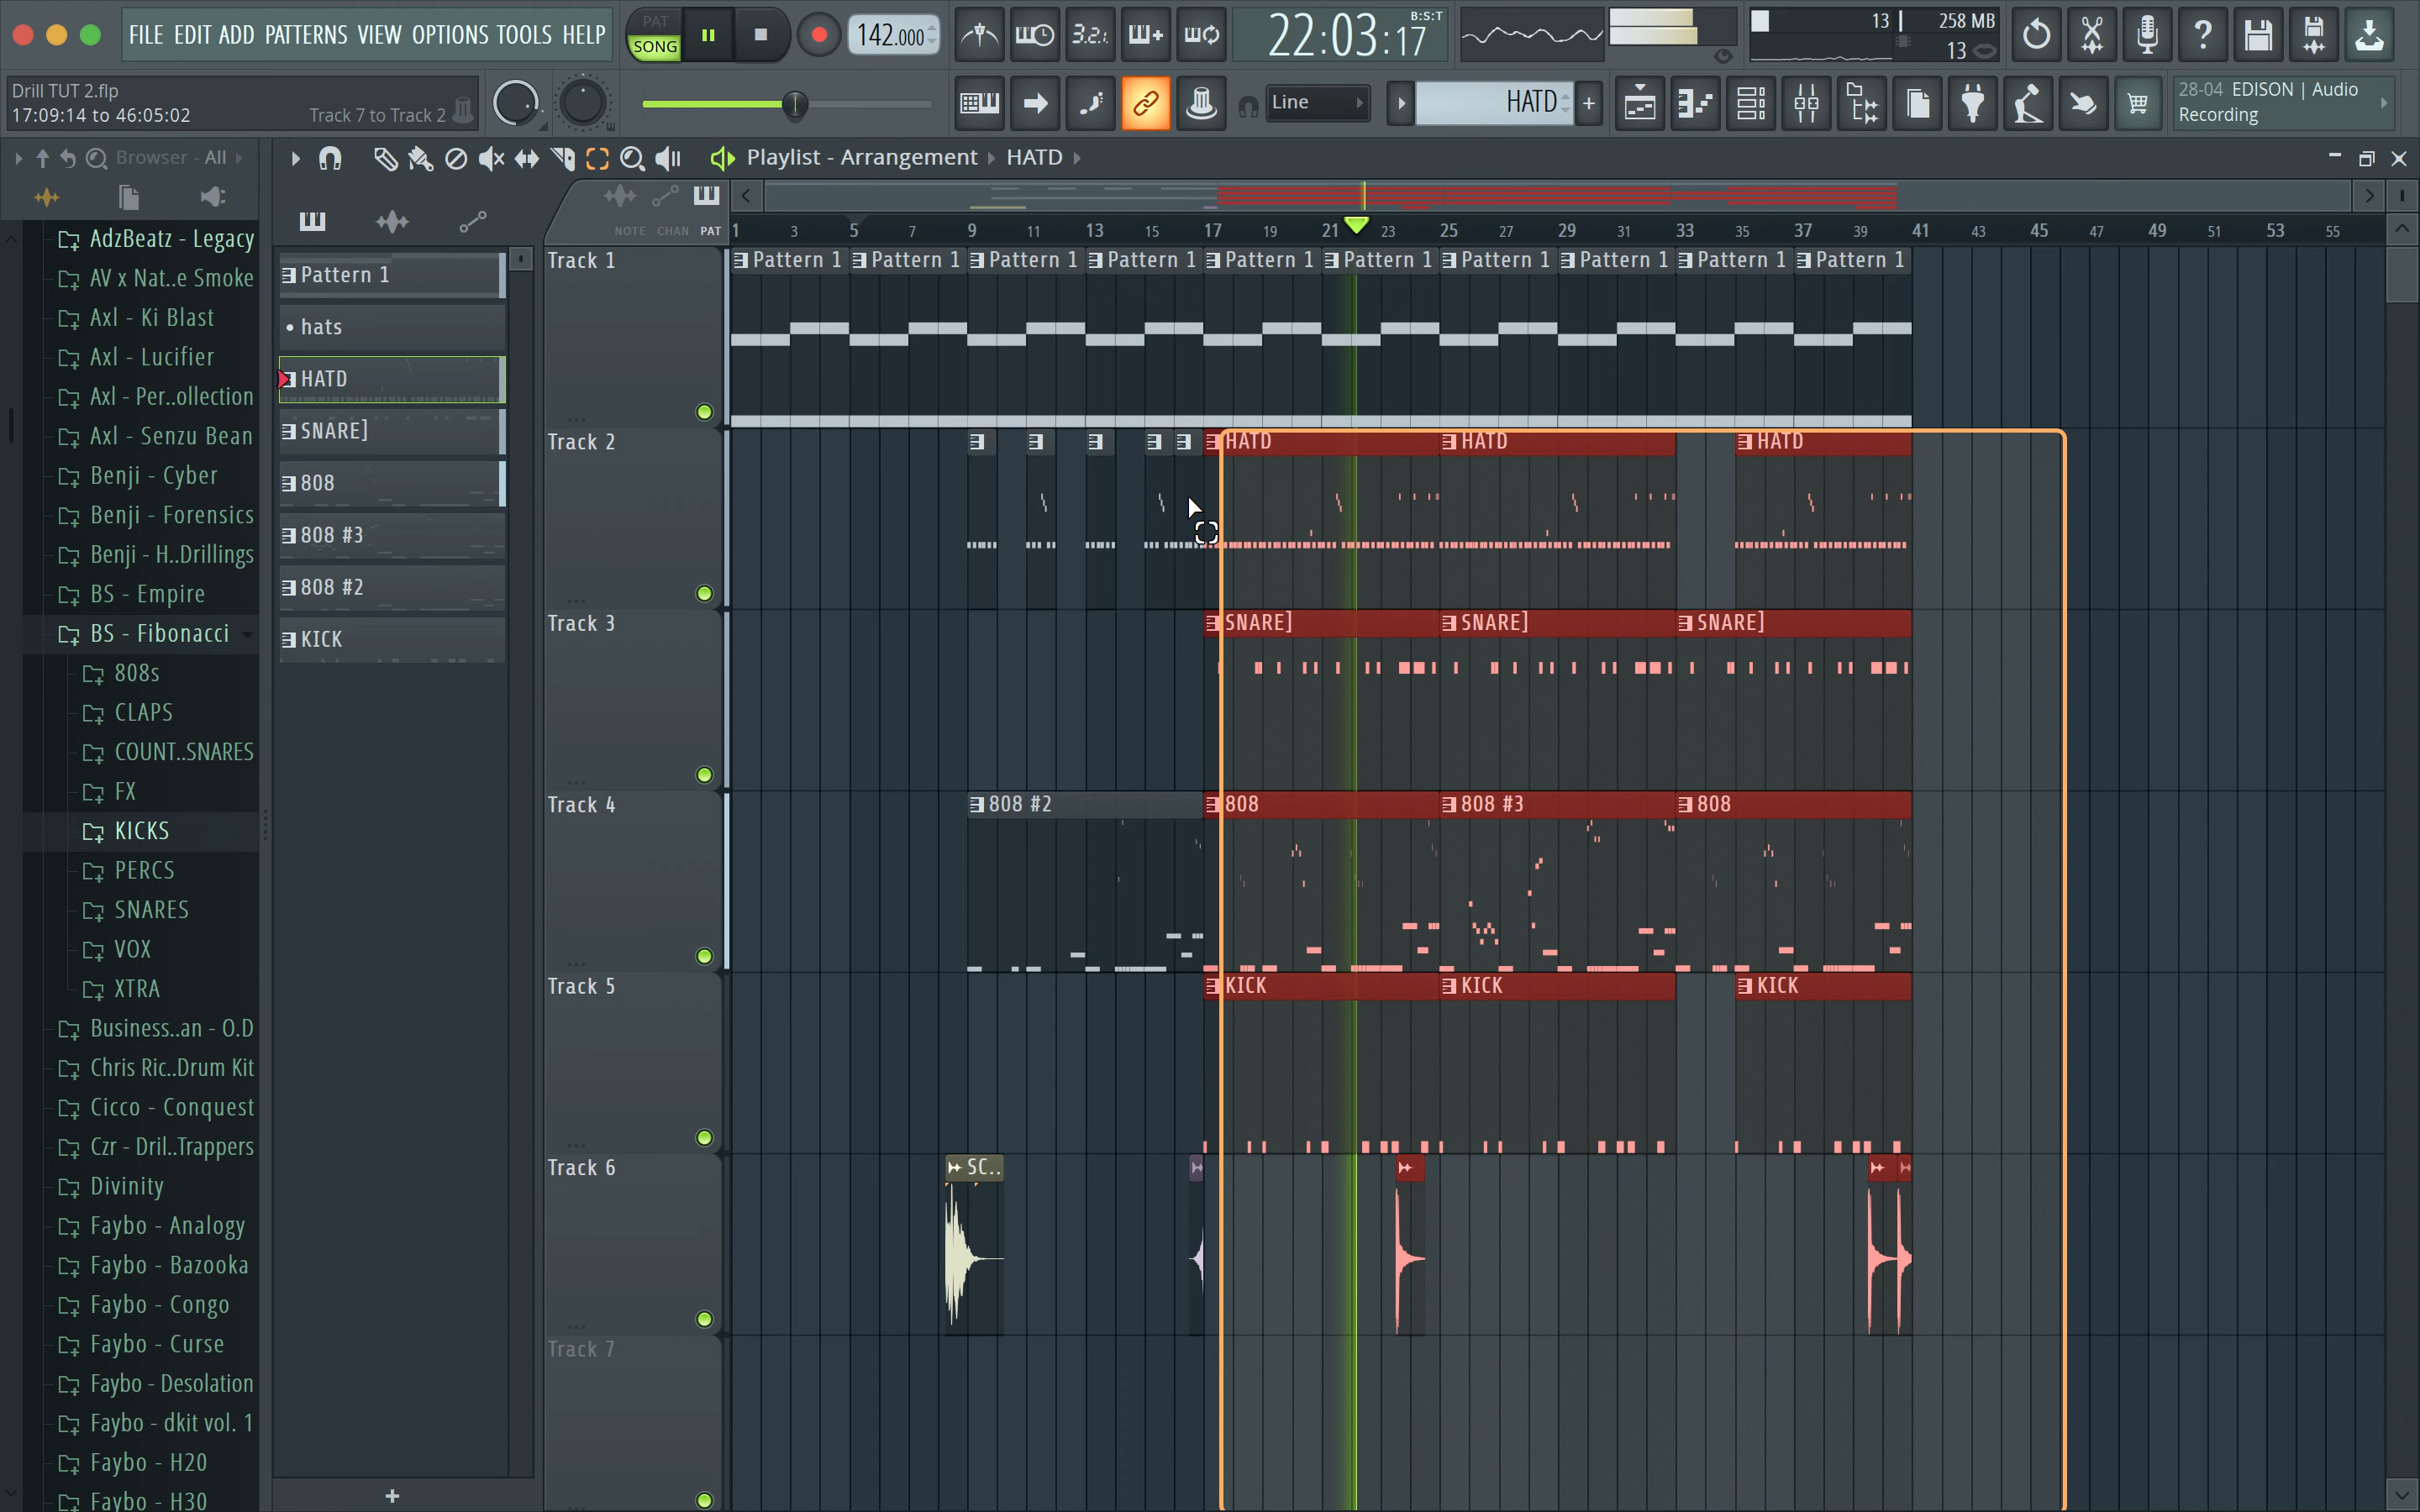 FILE EDIT ADD PATTERNS VIEW OPTIONS TOOLS HELP
PAT
SONG
142.000
3.2.
22:03:17
B:S:T
13
258 MB
13
?
Drill TUT 2.flp
17:09:14 to 46:05:02
Track 7 to Track 2
Line
HATD
+
28-04 EDISON | Audio
Recording
Browser - All
Playlist - Arrangement
HATD
NOTE CHAN PAT
1 3 5 7 9 11 13 15 17 19 21 23 25 27 29 31 33 35 37 39 41 43 45 47 49 51 53 55
AdzBeatz - Legacy
AV x Nat..e Smoke
Axl - Ki Blast
Axl - Lucifier
Axl - Per..ollection
Axl - Senzu Bean
Benji - Cyber
Benji - Forensics
Benji - H..Drillings
BS - Empire
BS - Fibonacci
808s
CLAPS
COUNT..SNARES
FX
KICKS
PERCS
SNARES
VOX
XTRA
Business..an - O.D
Chris Ric..Drum Kit
Cicco - Conquest
Czr - Dril..Trappers
Divinity
Faybo - Analogy
Faybo - Bazooka
Faybo - Congo
Faybo - Curse
Faybo - Desolation
Faybo - dkit vol. 1
Faybo - H20
Faybo - H30
Pattern 1
hats
HATD
SNARE]
808
808 #3
808 #2
KICK
+
Track 1
Pattern 1 Pattern 1 Pattern 1 Pattern 1 Pattern 1 Pattern 1 Pattern 1 Pattern 1 Pattern 1 Pattern 1
Track 2
HATD HATD HATD
Track 3
SNARE] SNARE] SNARE]
Track 4
808 #2 808 808 #3 808
Track 5
KICK KICK KICK
Track 6
SC..
Track 7